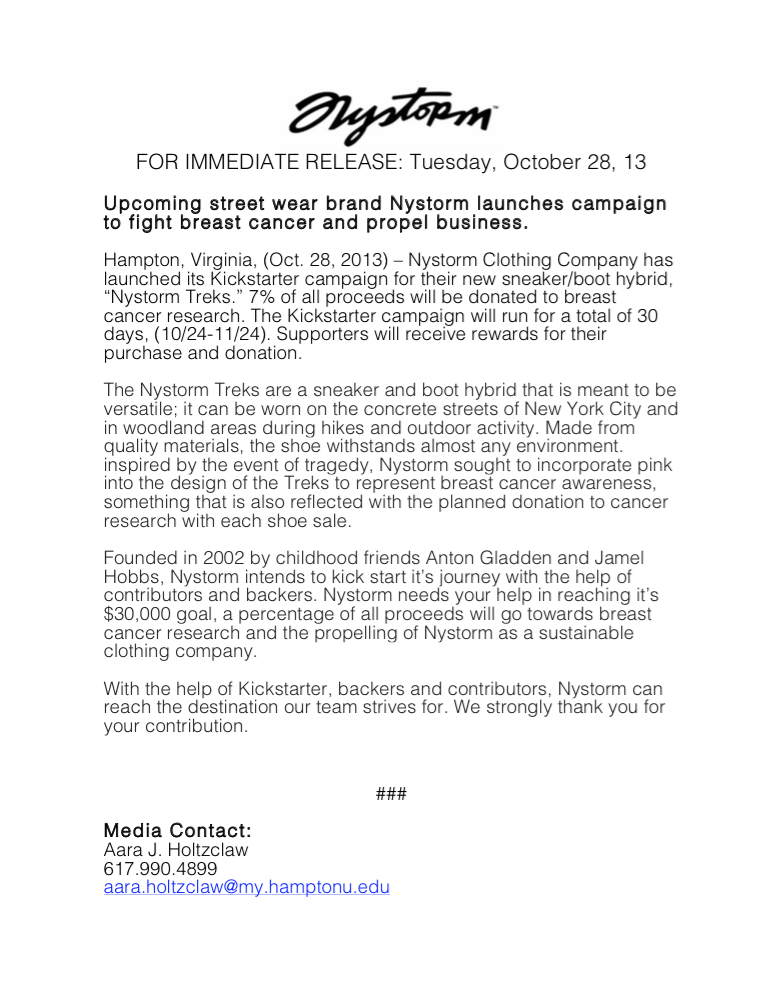 Nystorm™
FOR IMMEDIATE RELEASE: Tuesday, October 28, 13
Upcoming street wear brand Nystorm launches campaign
to fight breast cancer and propel business.
Hampton, Virginia, (Oct. 28, 2013) – Nystorm Clothing Company has
launched its Kickstarter campaign for their new sneaker/boot hybrid,
“Nystorm Treks.” 7% of all proceeds will be donated to breast
cancer research. The Kickstarter campaign will run for a total of 30
days, (10/24-11/24). Supporters will receive rewards for their
purchase and donation.
The Nystorm Treks are a sneaker and boot hybrid that is meant to be
versatile; it can be worn on the concrete streets of New York City and
in woodland areas during hikes and outdoor activity. Made from
quality materials, the shoe withstands almost any environment.
inspired by the event of tragedy, Nystorm sought to incorporate pink
into the design of the Treks to represent breast cancer awareness,
something that is also reflected with the planned donation to cancer
research with each shoe sale.
Founded in 2002 by childhood friends Anton Gladden and Jamel
Hobbs, Nystorm intends to kick start it’s journey with the help of
contributors and backers. Nystorm needs your help in reaching it’s
$30,000 goal, a percentage of all proceeds will go towards breast
cancer research and the propelling of Nystorm as a sustainable
clothing company.
With the help of Kickstarter, backers and contributors, Nystorm can
reach the destination our team strives for. We strongly thank you for
your contribution.
###
Media Contact:
Aara J. Holtzclaw
617.990.4899
aara.holtzclaw@my.hamptonu.edu